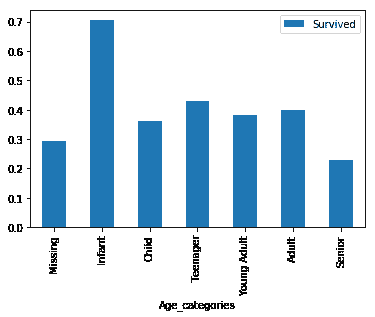 Survived
0.7
0.6
0.5
0.4
0.3
0.2
0.1
0.0
Missing
Infant
Child
Teenager
Young Adult
Adult
Senior
Age_categories